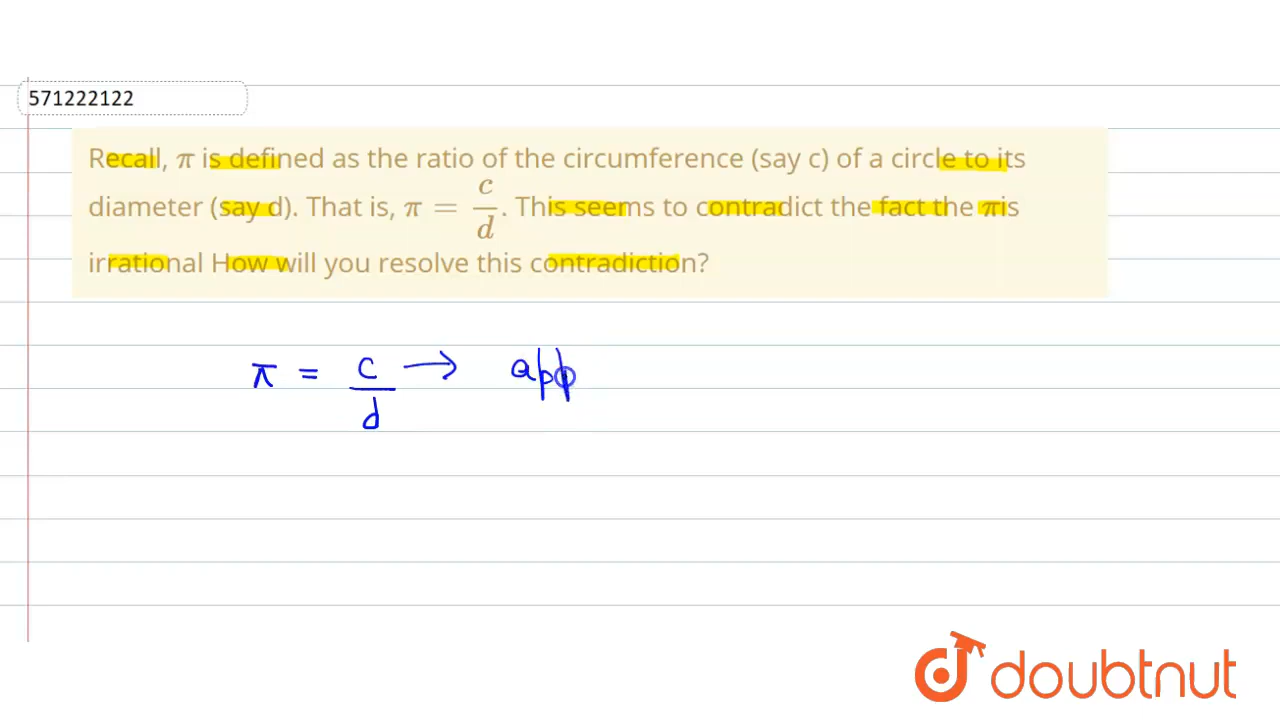 571222122
Recall, π is defined as the ratio of the circumference (say c) of a circle to its
diameter (say d). That is, π = c/d. This seems to contradict the fact the π is
irrational How will you resolve this contradiction?
π = c/d → app
doubtnut